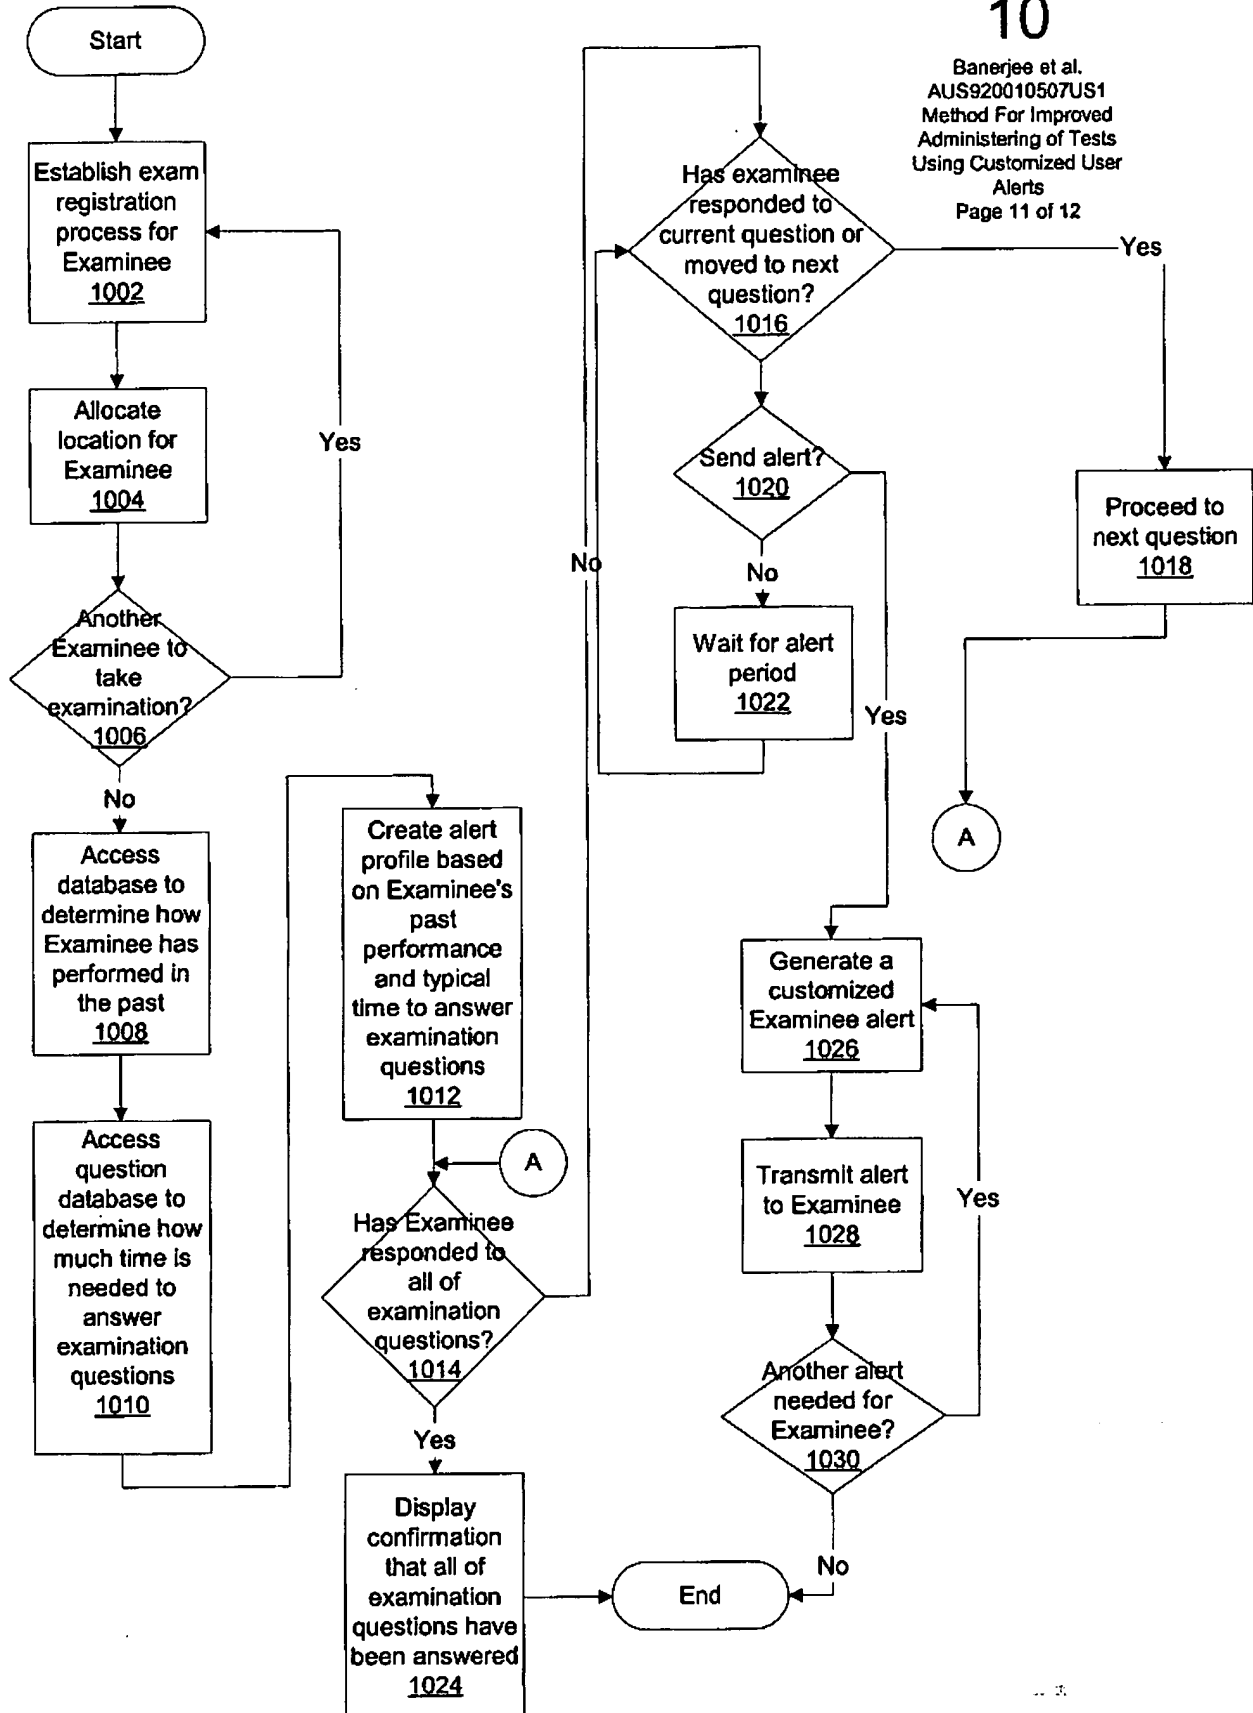 10
Banerjee et al.
AUS920010507US1
Method For Improved
Administering of Tests
Using Customized User
Alerts
Page 11 of 12
Start
Establish exam
registration
process for
Examinee
1002
Allocate
location for
Examinee
1004
Yes
Another
Examinee to
take
examination?
1006
No
Access
database to
determine how
Examinee has
performed in
the past
1008
Access
question
database to
determine how
much time is
needed to
answer
examination
questions
1010
Create alert
profile based
on Examinee's
past
performance
and typical
time to answer
examination
questions
1012
A
Has Examinee
responded to
all of
examination
questions?
1014
Yes
Display
confirmation
that all of
examination
questions have
been answered
1024
No
Has examinee
responded to
current question or
moved to next
question?
1016
Yes
Send alert?
1020
No
Wait for alert
period
1022
Yes
Proceed to
next question
1018
A
Generate a
customized
Examinee alert
1026
Transmit alert
to Examinee
1028
Yes
Another alert
needed for
Examinee?
1030
No
End